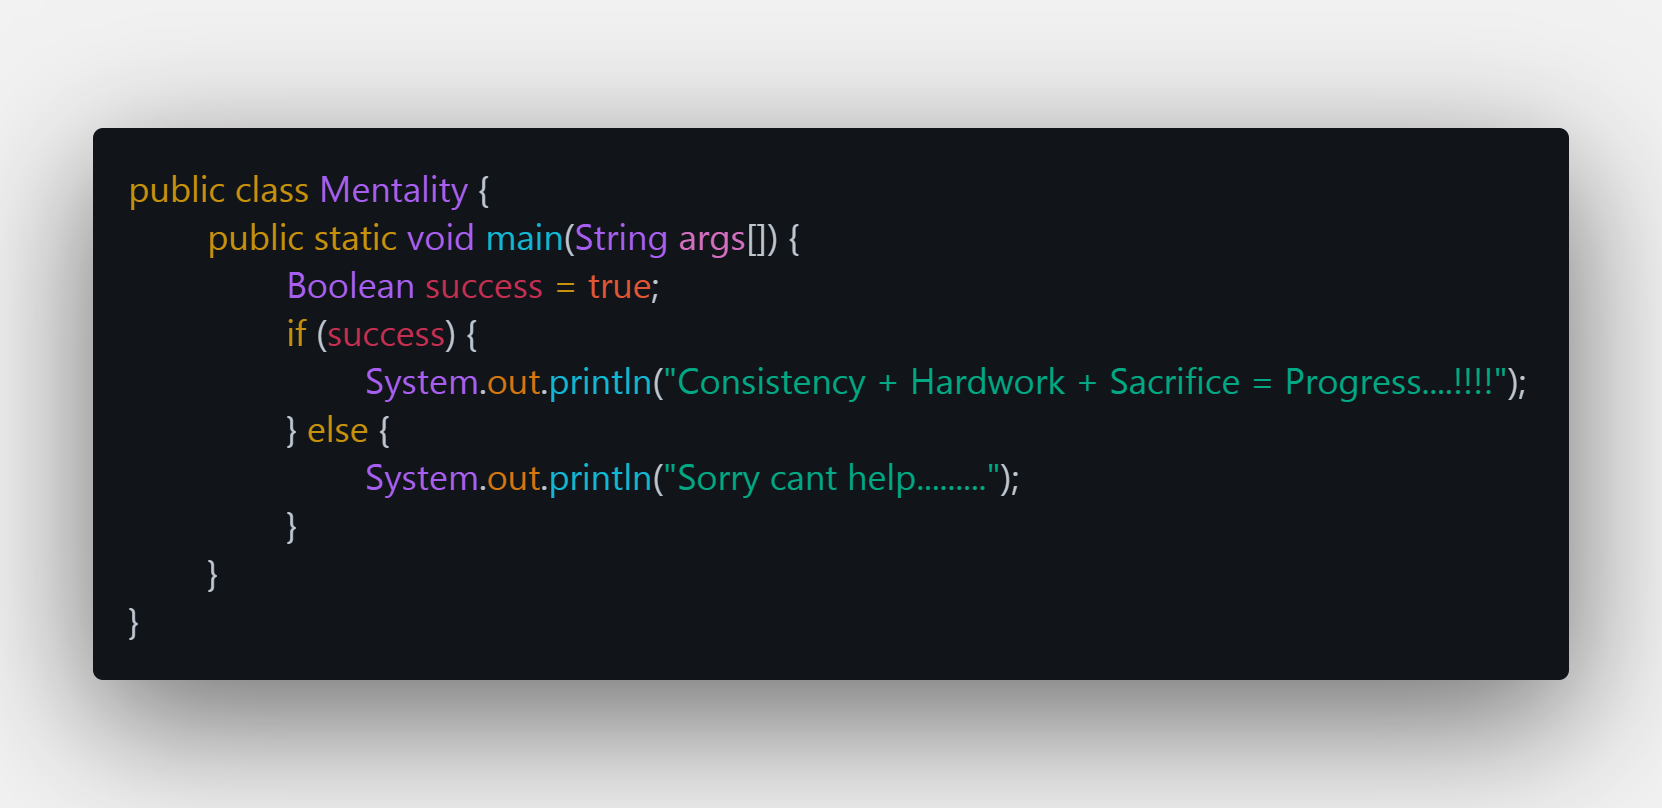 public class Mentality {
public static void main(String args[]) {
Boolean success = true;
if (success) {
System.out.println("Consistency + Hardwork + Sacrifice = Progress....!!!!");
} else {
System.out.println("Sorry cant help.........");
}
}
}